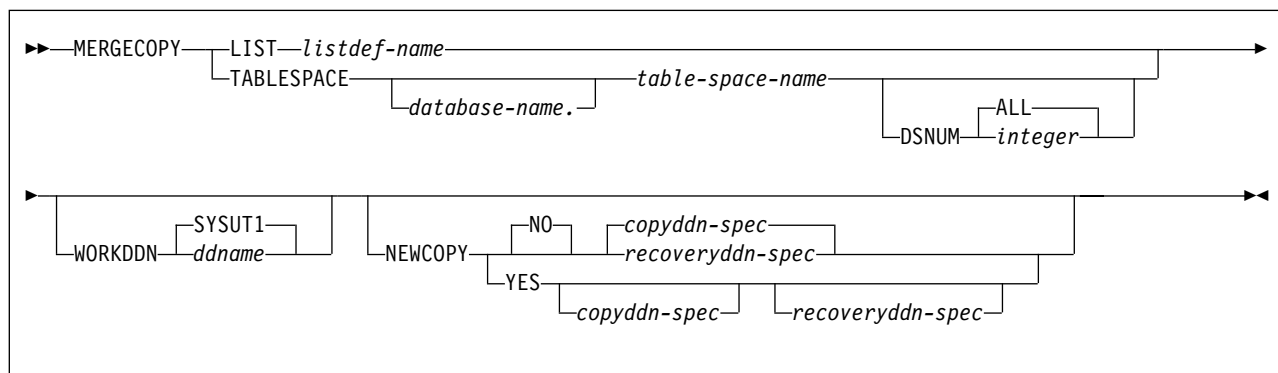 MERGECOPY LIST listdef-name
TABLESPACE table-space-name
database-name. ALL
DSNUM integer
SYSUT1 NO copyddn-spec
WORKDDN ddname NEWCOPY recoveryddn-spec
YES
copyddn-spec recoveryddn-spec